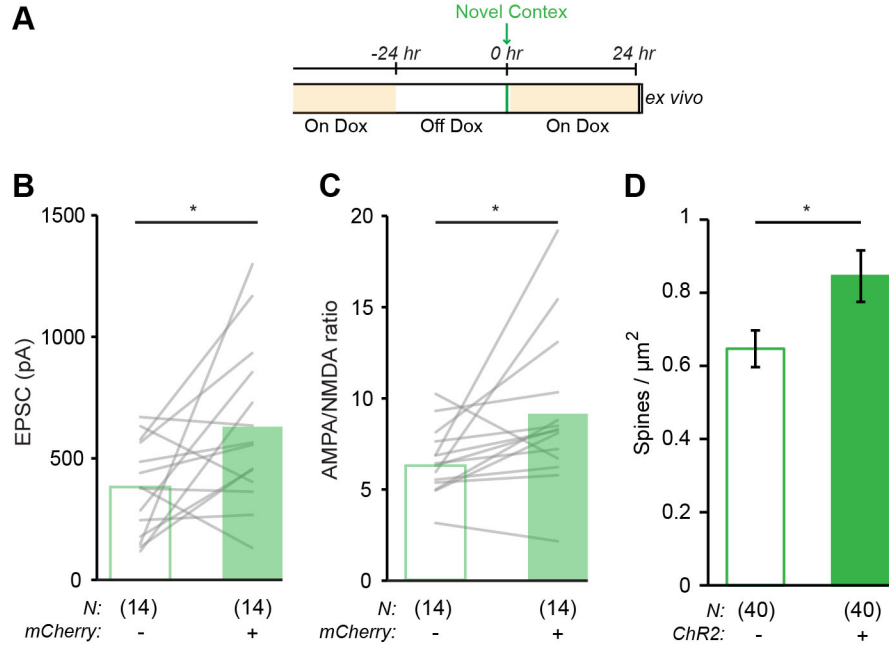 A
Novel Contex
-24 hr
0 hr
24 hr
ex vivo
On Dox
Off Dox
On Dox
B
*
1500
1000
500
0
EPSC (pA)
N: (14) (14)
mCherry: - +
C
*
20
15
10
5
0
AMPA/NMDA ratio
N: (14) (14)
mCherry: - +
D
*
1
0.8
0.6
0.4
0.2
0
Spines / µm²
N: (40) (40)
ChR2: - +